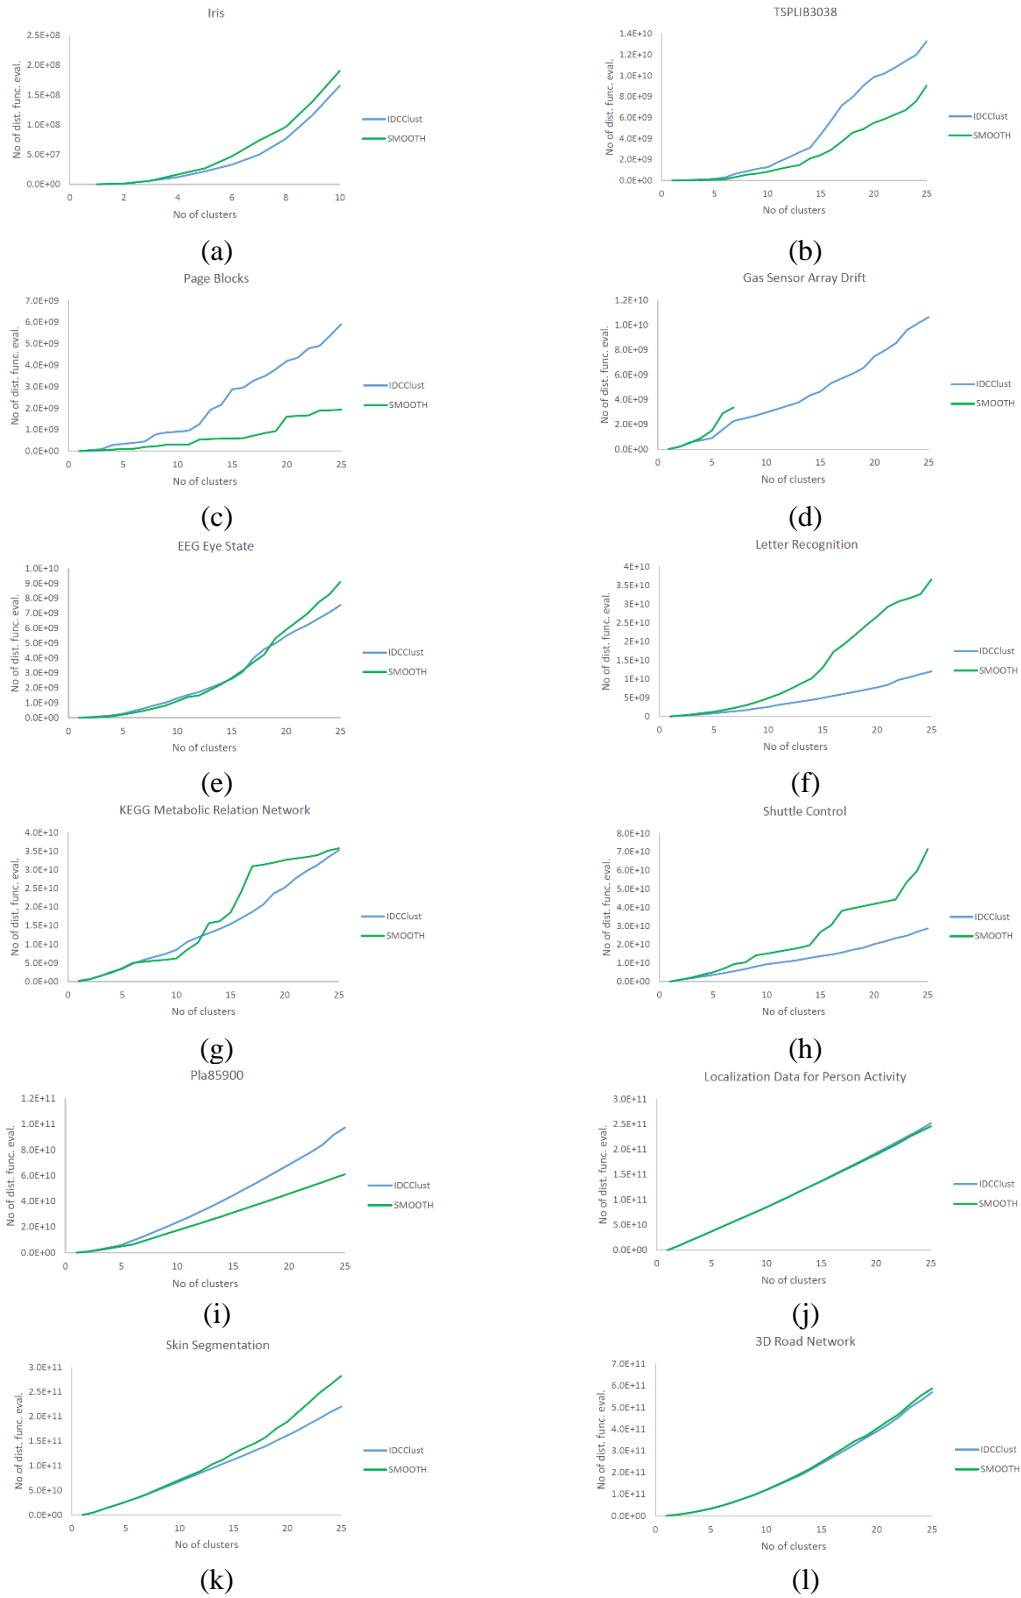 Iris
No of dist. func. eval.
2.5E+08
2.0E+08
1.5E+08
1.0E+08
5.0E+07
0.0E+00
0 2 4 6 8 10
No of clusters
IDCClust
SMOOTH
(a)
TSPLIB3038
No of dist. func. eval.
1.4E+10
1.2E+10
1.0E+10
8.0E+09
6.0E+09
4.0E+09
2.0E+09
0.0E+00
0 5 10 15 20 25
No of clusters
IDCClust
SMOOTH
(b)
Page Blocks
No of dist. func. eval.
7.0E+09
6.0E+09
5.0E+09
4.0E+09
3.0E+09
2.0E+09
1.0E+09
0.0E+00
0 5 10 15 20 25
No of clusters
IDCClust
SMOOTH
(c)
Gas Sensor Array Drift
No of dist. func. eval.
1.2E+10
1.0E+10
8.0E+09
6.0E+09
4.0E+09
2.0E+09
0.0E+00
0 5 10 15 20 25
No of clusters
IDCClust
SMOOTH
(d)
EEG Eye State
No of dist. func. eval.
1.0E+10
9.0E+09
8.0E+09
7.0E+09
6.0E+09
5.0E+09
4.0E+09
3.0E+09
2.0E+09
1.0E+09
0.0E+00
0 5 10 15 20 25
No of clusters
IDCClust
SMOOTH
(e)
Letter Recognition
No of dist. func. eval.
4E+10
3.5E+10
3E+10
2.5E+10
2E+10
1.5E+10
1E+10
5E+09
0
0 5 10 15 20 25
No of clusters
IDCClust
SMOOTH
(f)
KEGG Metabolic Relation Network
No of dist. func. eval.
4.0E+10
3.5E+10
3.0E+10
2.5E+10
2.0E+10
1.5E+10
1.0E+10
5.0E+09
0.0E+00
0 5 10 15 20 25
No of clusters
IDCClust
SMOOTH
(g)
Shuttle Control
No of dist. func. eval.
8.0E+10
7.0E+10
6.0E+10
5.0E+10
4.0E+10
3.0E+10
2.0E+10
1.0E+10
0.0E+00
0 5 10 15 20 25
No of clusters
IDCClust
SMOOTH
(h)
Pla85900
No of dist. func. eval.
1.2E+11
1.0E+11
8.0E+10
6.0E+10
4.0E+10
2.0E+10
0.0E+00
0 5 10 15 20 25
No of clusters
IDCClust
SMOOTH
(i)
Localization Data for Person Activity
No of dist. func. eval.
3.0E+11
2.5E+11
2.0E+11
1.5E+11
1.0E+11
5.0E+10
0.0E+00
0 5 10 15 20 25
No of clusters
IDCClust
SMOOTH
(j)
Skin Segmentation
No of dist. func. eval.
3.0E+11
2.5E+11
2.0E+11
1.5E+11
1.0E+11
5.0E+10
0.0E+00
0 5 10 15 20 25
No of clusters
IDCClust
SMOOTH
(k)
3D Road Network
No of dist. func. eval.
7.0E+11
6.0E+11
5.0E+11
4.0E+11
3.0E+11
2.0E+11
1.0E+11
0.0E+00
0 5 10 15 20 25
No of clusters
IDCClust
SMOOTH
(l)